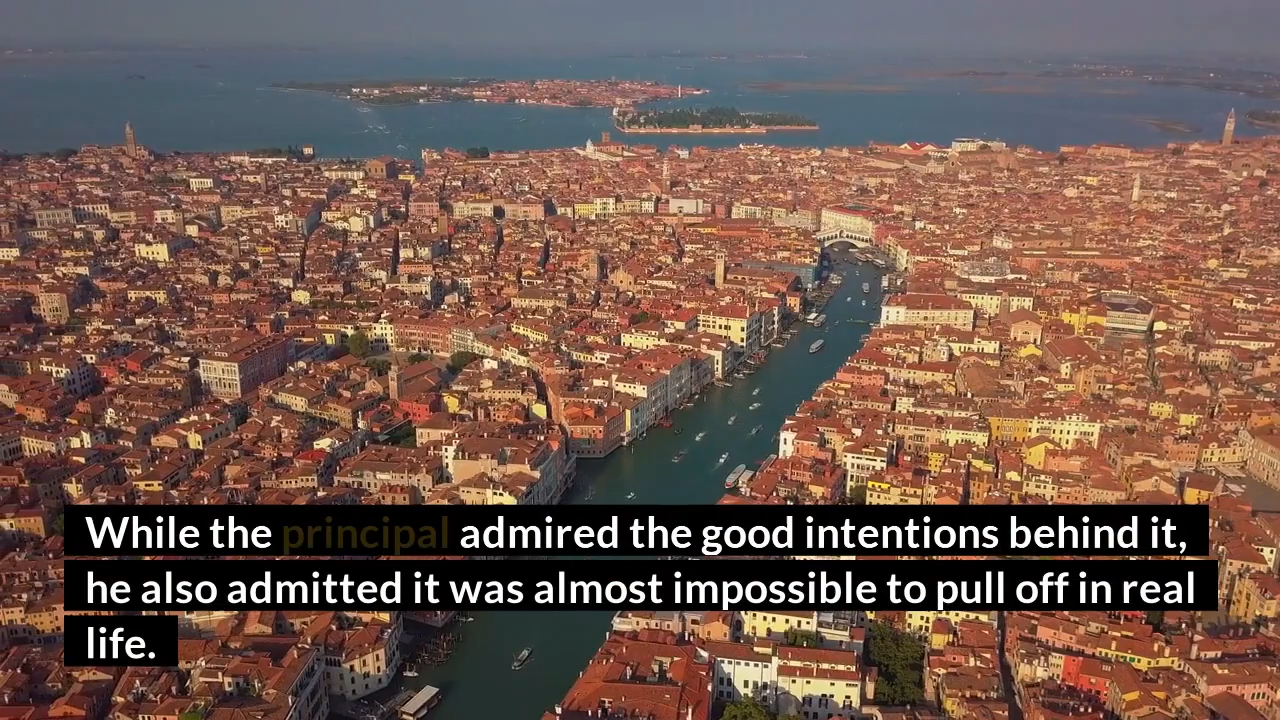 While the principal admired the good intentions behind it,
he also admitted it was almost impossible to pull off in real
life.